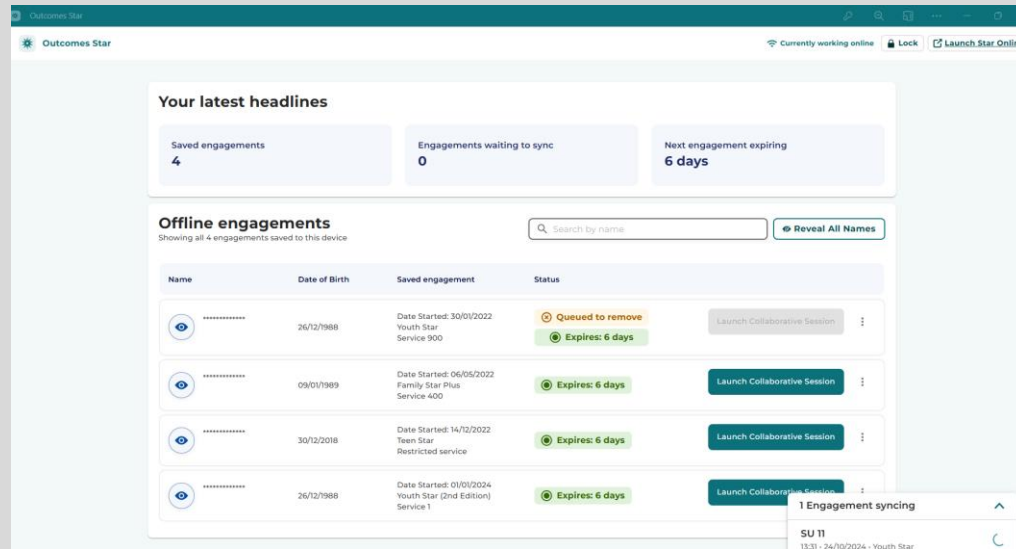 Outcomes Star
Outcomes Star
Currently working online
Lock
Launch Star Onlin
Your latest headlines
Saved engagements
4
Engagements waiting to sync
0
Next engagement expiring
6 days
Offline engagements
Showing all 4 engagements saved to this device
Search by name
Reveal All Names
Name Date of Birth Saved engagement Status
*************
26/12/1988
Date Started: 30/01/2022
Youth Star
Service 900
Queued to remove
Expires: 6 days
Launch Collaborative Session
*************
09/01/1989
Date Started: 06/05/2022
Family Star Plus
Service 400
Expires: 6 days
Launch Collaborative Session
*************
30/12/2018
Date Started: 14/12/2022
Teen Star
Restricted service
Expires: 6 days
Launch Collaborative Session
*************
26/12/1988
Date Started: 01/01/2024
Youth Star (2nd Edition)
Service 1
Expires: 6 days
Launch Collaborative Session
1 Engagement syncing
SU 11
13:31 - 24/10/2024 - Youth Star